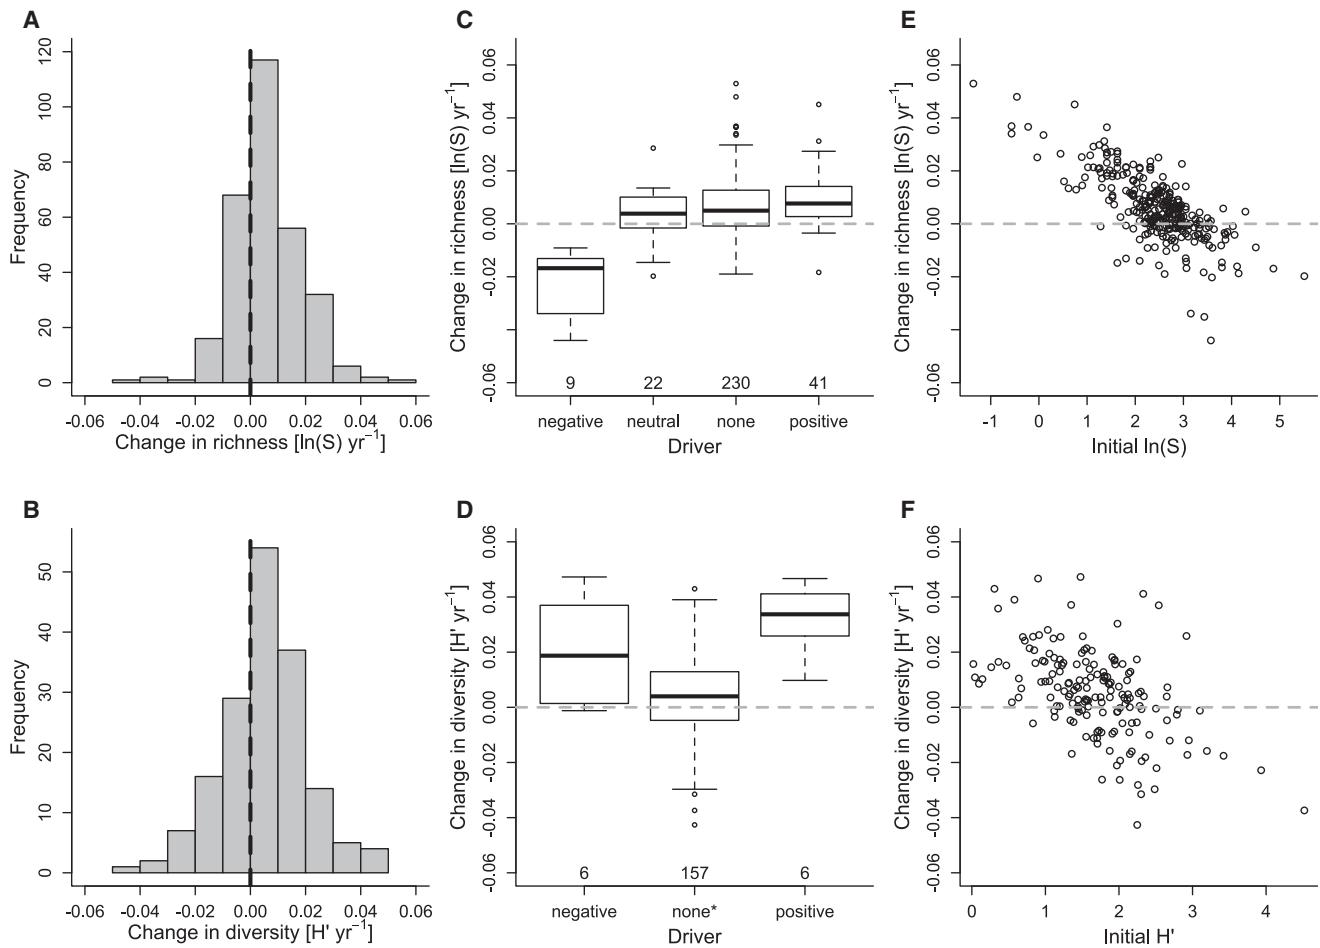 A
Frequency
120
100
80
60
40
20
0
-0.06 -0.04 -0.02 0.00 0.02 0.04 0.06
Change in richness [ln(S) yr⁻¹]
C
Change in richness [ln(S) yr⁻¹]
0.06
0.04
0.02
0.00
-0.02
-0.06
9 22 230 41
negative neutral none positive
Driver
E
Change in richness [ln(S) yr⁻¹]
0.06
0.04
0.02
0.00
-0.02
-0.06
-1 0 1 2 3 4 5
Initial ln(S)
B
Frequency
50
40
30
20
10
0
-0.06 -0.04 -0.02 0.00 0.02 0.04 0.06
Change in diversity [H' yr⁻¹]
D
Change in diversity [H' yr⁻¹]
0.06
0.04
0.02
0.00
-0.02
-0.04
-0.06
6 157 6
negative none* positive
Driver
F
Change in diversity [H' yr⁻¹]
0.06
0.04
0.02
0.00
-0.02
-0.04
-0.06
0 1 2 3 4
Initial H'